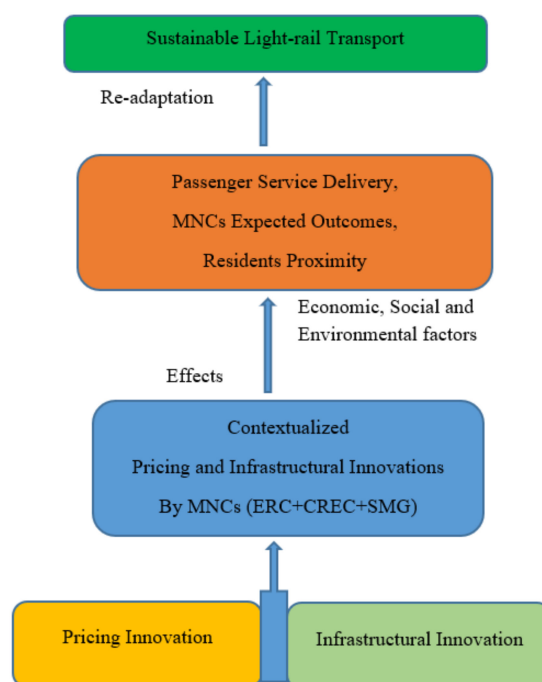 Sustainable Light-rail Transport
Re-adaptation
Passenger Service Delivery,
MNCs Expected Outcomes,
Residents Proximity
Economic, Social and
Environmental factors
Effects
Contextualized
Pricing and Infrastructural Innovations
By MNCs (ERC+CREC+SMG)
Pricing Innovation
Infrastructural Innovation